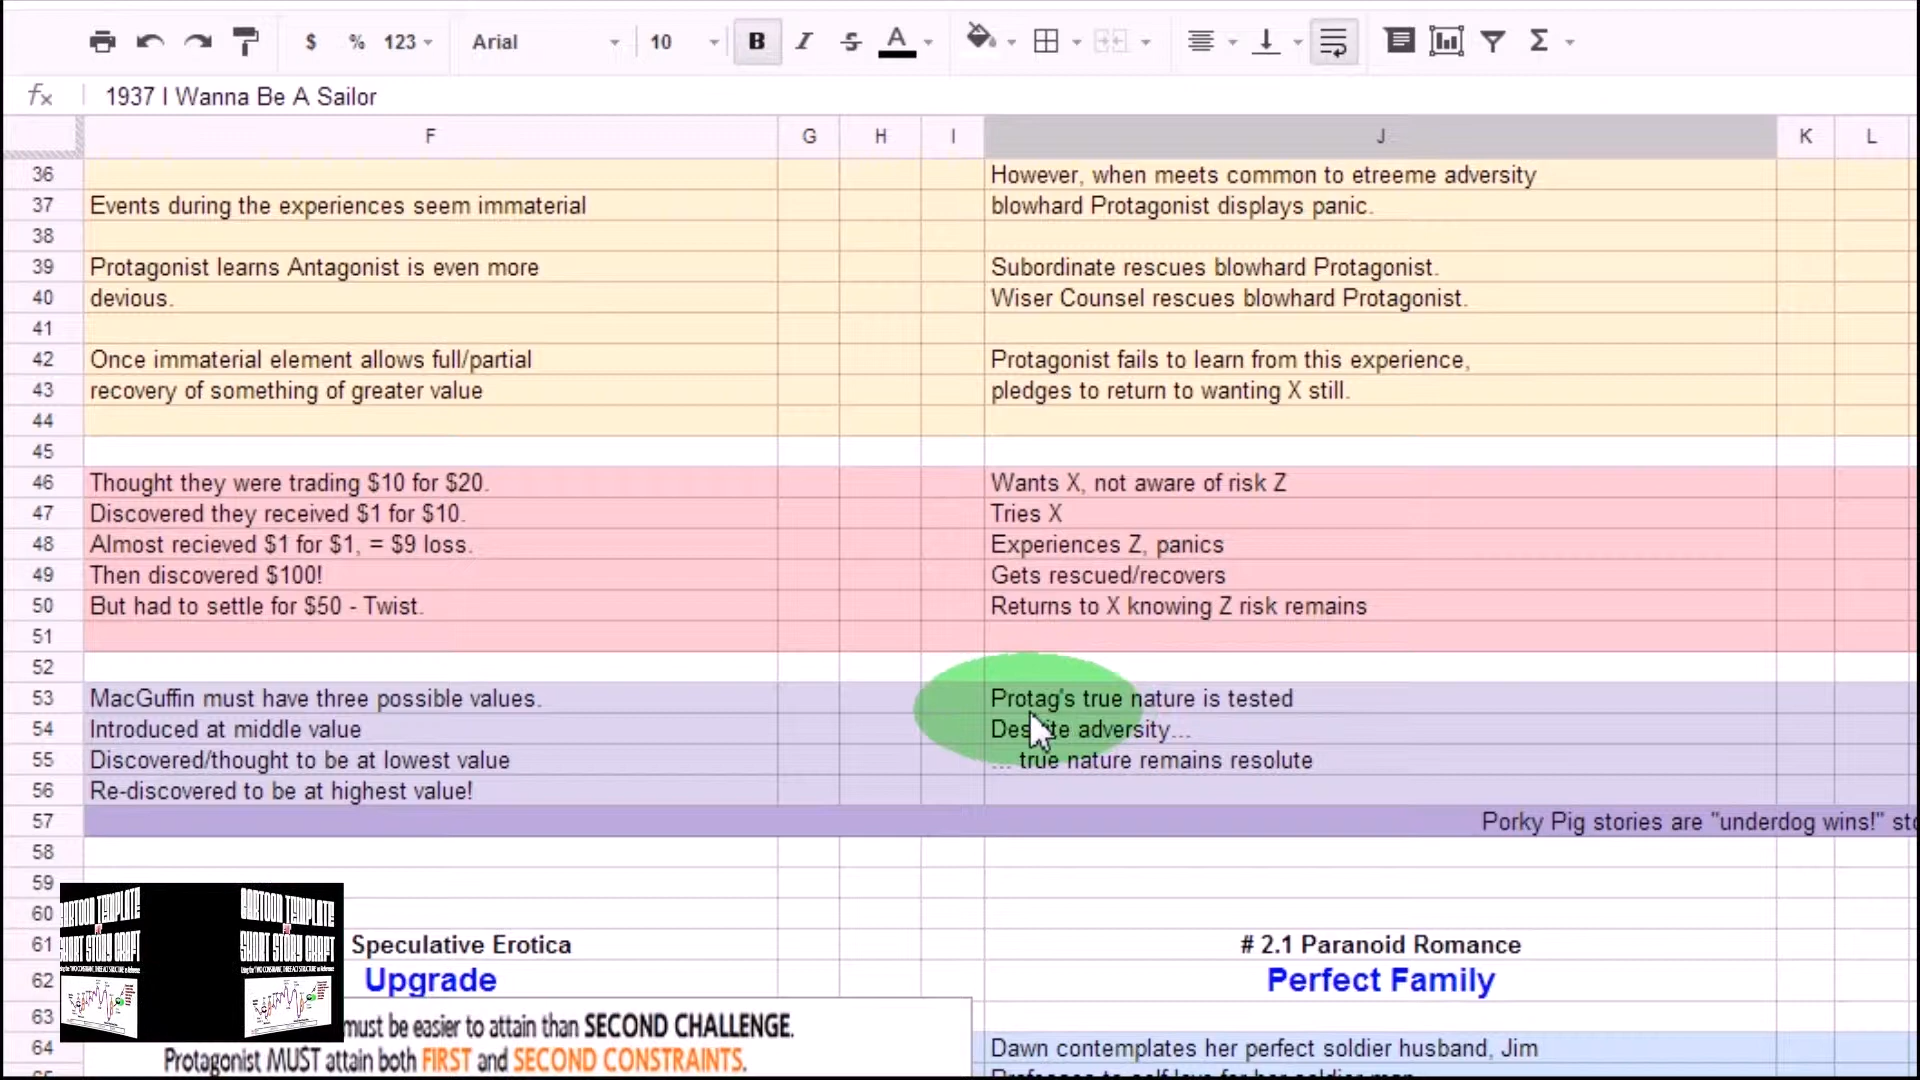 $ % 123 Arial 10 B I S A Σ
fx 1937 I Wanna Be A Sailor
F G H I J K L
36 However, when meets common to etreeme adversity
37 Events during the experiences seem immaterial blowhard Protagonist displays panic.
38
39 Protagonist learns Antagonist is even more Subordinate rescues blowhard Protagonist.
40 devious. Wiser Counsel rescues blowhard Protagonist.
41
42 Once immaterial element allows full/partial Protagonist fails to learn from this experience,
43 recovery of something of greater value pledges to return to wanting X still.
44
45
46 Thought they were trading $10 for $20. Wants X, not aware of risk Z
47 Discovered they received $1 for $10. Tries X
48 Almost recieved $1 for $1, = $9 loss. Experiences Z, panics
49 Then discovered $100! Gets rescued/recovers
50 But had to settle for $50 - Twist. Returns to X knowing Z risk remains
51
52
53 MacGuffin must have three possible values. Protag's true nature is tested
54 Introduced at middle value Despite adversity...
55 Discovered/thought to be at lowest value ... true nature remains resolute
56 Re-discovered to be at highest value!
57 Porky Pig stories are "underdog wins!" sto
58
59
60
61 Speculative Erotica # 2.1 Paranoid Romance
62 Upgrade Perfect Family
63 must be easier to attain than SECOND CHALLENGE.
64 Protagonist MUST attain both FIRST and SECOND CONSTRAINTS. Dawn contemplates her perfect soldier husband, Jim
CARTOON TEMPLATE
SHORT STORY CRAFT